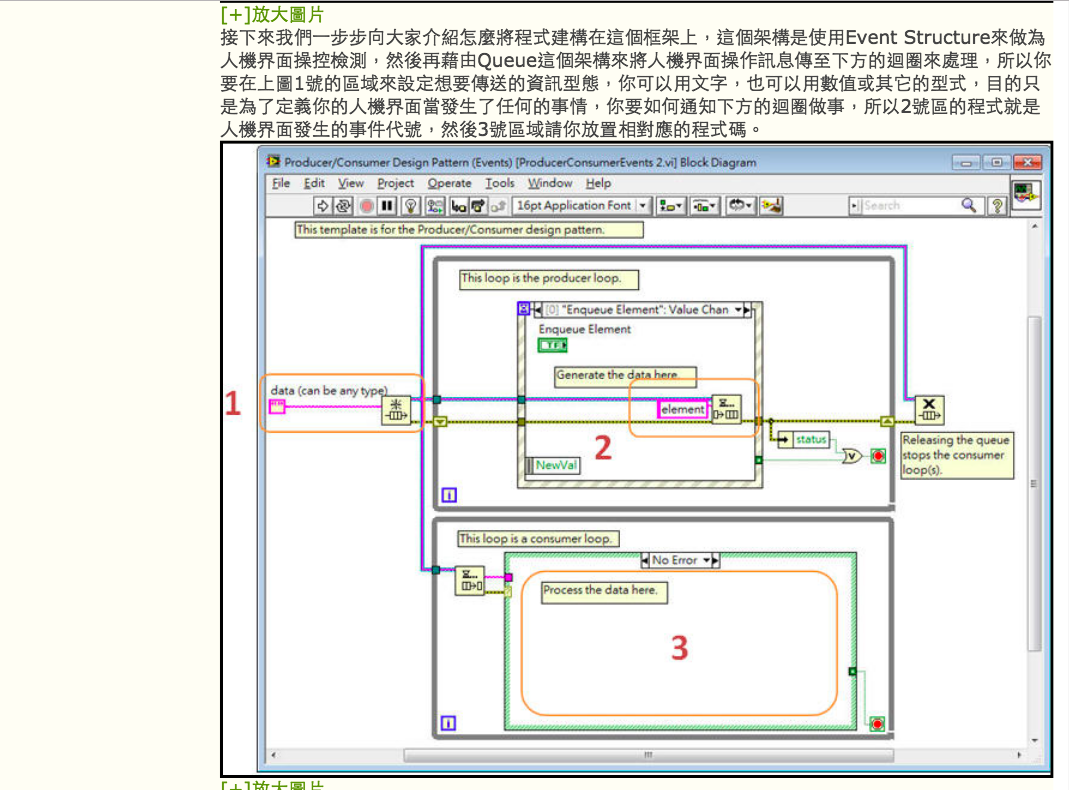 [+]放大圖片
接下來我們一步步向大家介紹怎麼將程式建構在這個框架上，這個架構是使用Event Structure來做為
人機界面操控檢測，然後再藉由Queue這個架構來將人機界面操作訊息傳至下方的迴圈來處理，所以你
要在上圖1號的區域來設定想要傳送的資訊型態，你可以用文字，也可以用數值或其它的型式，目的只
是為了定義你的人機界面當發生了任何的事情，你要如何通知下方的迴圈做事，所以2號區的程式就是
人機界面發生的事件代號，然後3號區域請你放置相對應的程式碼。
Producer/Consumer Design Pattern (Events) [ProducerConsumerEvents 2.vi] Block Diagram
File Edit View Project Operate Tools Window Help
16pt Application Font
Search
This template is for the Producer/Consumer design pattern.
This loop is the producer loop.
[0] "Enqueue Element": Value Chan
Enqueue Element
TF
Generate the data here.
data (can be any type)
1
element
2
status
NewVal
Releasing the queue
stops the consumer
loop(s).
i
This loop is a consumer loop.
No Error
Process the data here.
3
i
[+]放大圖片